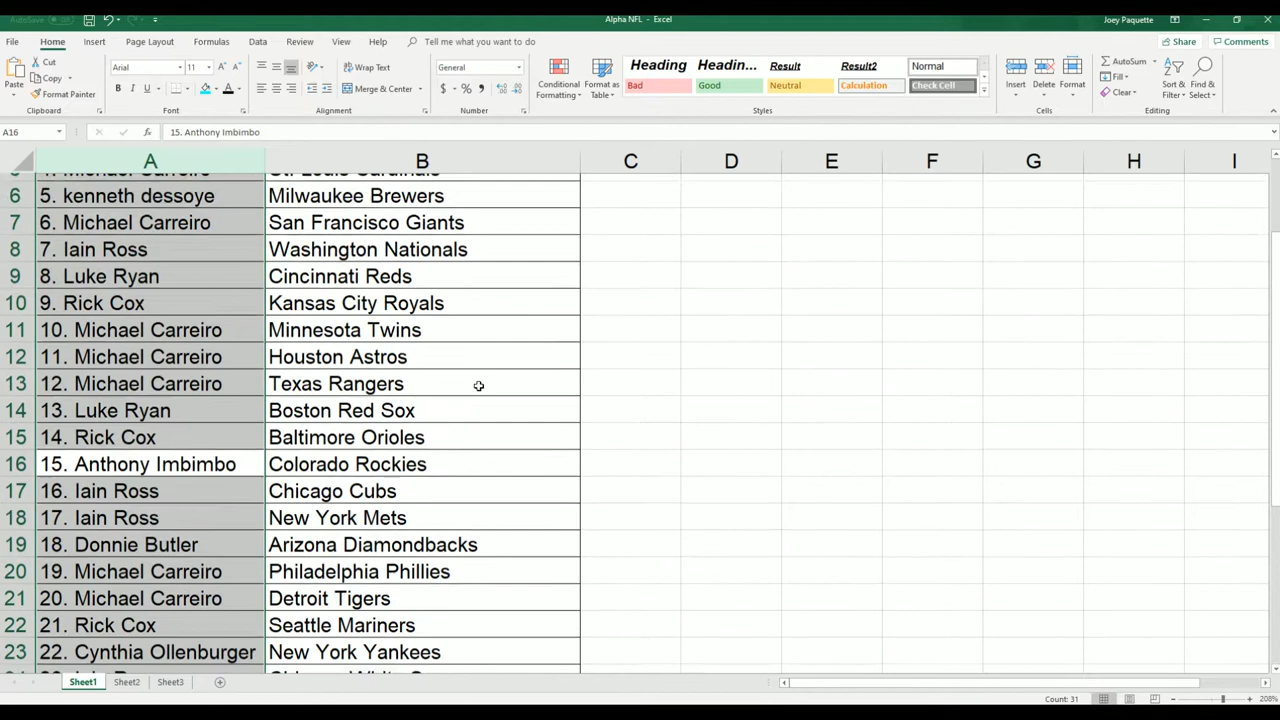 AutoSave
Alpha NFL - Excel
Joey Paquette
File Home Insert Page Layout Formulas Data Review View Help Tell me what you want to do
Share Comments
Paste
Cut
Copy
Format Painter
Clipboard
Arial 11
B I U
Font
Wrap Text
Merge & Center
Alignment
General
$ % ,
Number
Conditional Formatting
Format as Table
Heading Headin... Result Result2 Normal
Bad Good Neutral Calculation Check Cell
Styles
Insert Delete Format
Cells
AutoSum
Fill
Clear
Sort & Filter
Find & Select
Editing
A16 fx 15. Anthony Imbimbo
A B C D E F G H I
6 5. kenneth dessoye Milwaukee Brewers
7 6. Michael Carreiro San Francisco Giants
8 7. Iain Ross Washington Nationals
9 8. Luke Ryan Cincinnati Reds
10 9. Rick Cox Kansas City Royals
11 10. Michael Carreiro Minnesota Twins
12 11. Michael Carreiro Houston Astros
13 12. Michael Carreiro Texas Rangers
14 13. Luke Ryan Boston Red Sox
15 14. Rick Cox Baltimore Orioles
16 15. Anthony Imbimbo Colorado Rockies
17 16. Iain Ross Chicago Cubs
18 17. Iain Ross New York Mets
19 18. Donnie Butler Arizona Diamondbacks
20 19. Michael Carreiro Philadelphia Phillies
21 20. Michael Carreiro Detroit Tigers
22 21. Rick Cox Seattle Mariners
23 22. Cynthia Ollenburger New York Yankees
Sheet1 Sheet2 Sheet3
Count: 31
208%